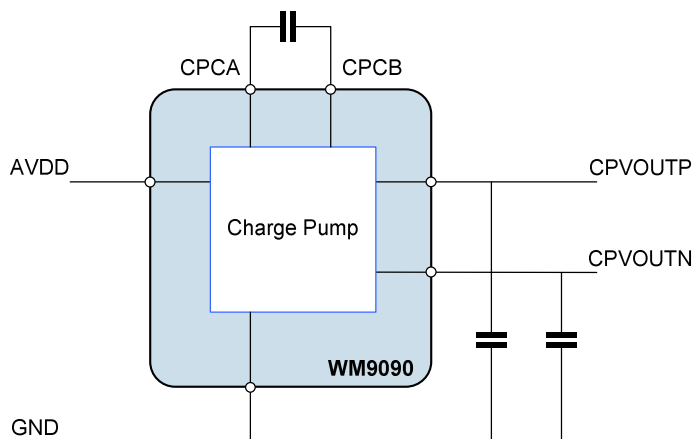 CPCA
CPCB
AVDD
CPVOUTP
Charge Pump
CPVOUTN
WM9090
GND